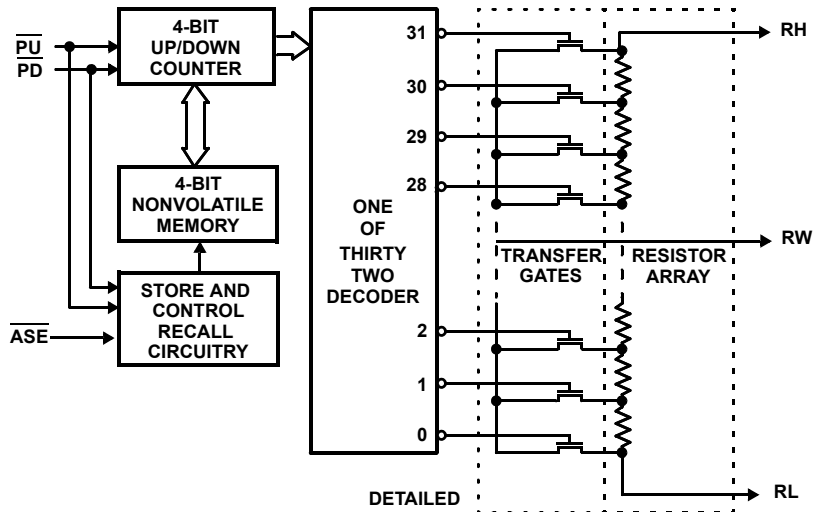 4-BIT
UP/DOWN
COUNTER
PU
PD
4-BIT
NONVOLATILE
MEMORY
STORE AND
CONTROL
RECALL
CIRCUITRY
ASE
ONE
OF
THIRTY
TWO
DECODER
31
30
29
28
2
1
0
TRANSFER
GATES
RESISTOR
ARRAY
RH
RW
RL
DETAILED